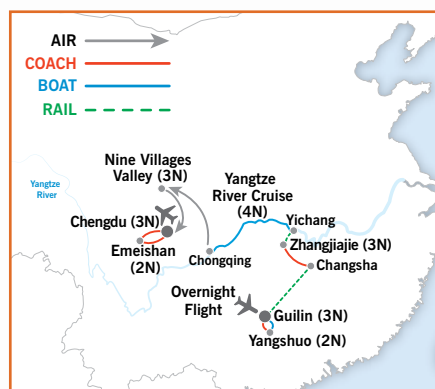 AIR
COACH
BOAT
RAIL
Nine Villages
Valley (3N)
Yangtze
River Cruise
(4N)
Yangtze
River
Chengdu (3N)
Emeishan
(2N)
Chongqing
Yichang
Zhangjiajie (3N)
Changsha
Overnight
Flight
Guilin (3N)
Yangshuo (2N)